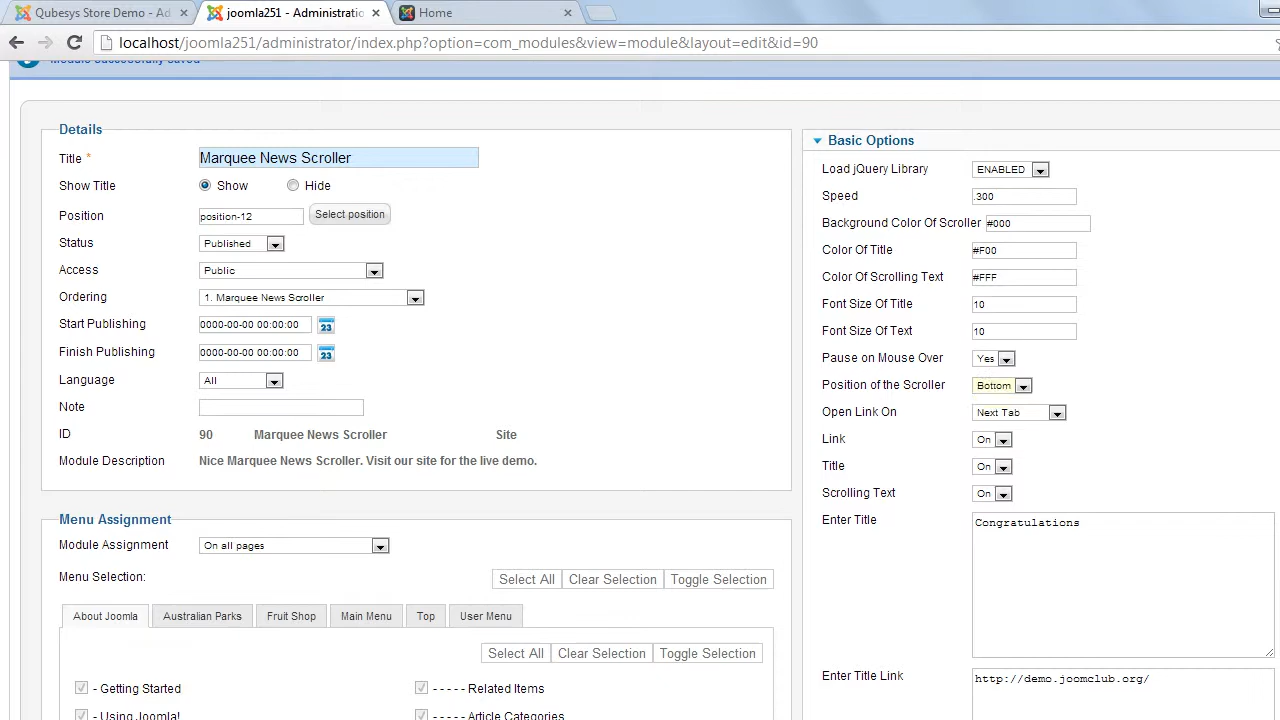 Qubesys Store Demo - Ad
joomla251 - Administratio
Home
localhost/joomla251/administrator/index.php?option=com_modules&view=module&layout=edit&id=90
Module successfully saved
Details
Title *
Marquee News Scroller
Show Title
Show
Hide
Position
position-12
Select position
Status
Published
Access
Public
Ordering
1. Marquee News Scroller
Start Publishing
0000-00-00 00:00:00
23
Finish Publishing
0000-00-00 00:00:00
23
Language
All
Note
ID
90
Marquee News Scroller
Site
Module Description
Nice Marquee News Scroller. Visit our site for the live demo.
Menu Assignment
Module Assignment
On all pages
Menu Selection:
Select All
Clear Selection
Toggle Selection
About Joomla
Australian Parks
Fruit Shop
Main Menu
Top
User Menu
Select All
Clear Selection
Toggle Selection
- Getting Started
- - - - - Related Items
- Using Joomla!
- - - - - Article Categories
Basic Options
Load jQuery Library
ENABLED
Speed
.300
Background Color Of Scroller
#000
Color Of Title
#F00
Color Of Scrolling Text
#FFF
Font Size Of Title
10
Font Size Of Text
10
Pause on Mouse Over
Yes
Position of the Scroller
Bottom
Open Link On
Next Tab
Link
On
Title
On
Scrolling Text
On
Enter Title
Congratulations
Enter Title Link
http://demo.joomclub.org/